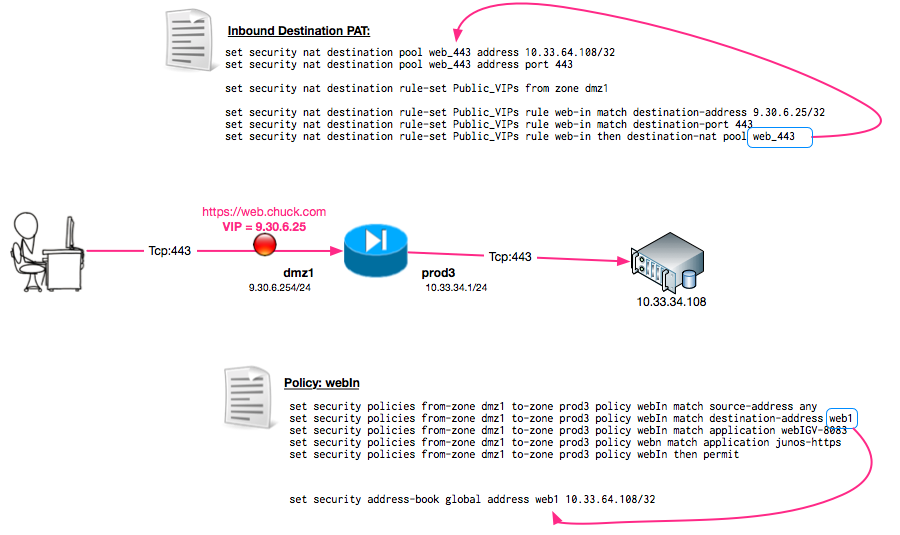 Inbound Destination PAT:
set security nat destination pool web_443 address 10.33.64.108/32
set security nat destination pool web_443 address port 443
set security nat destination rule-set Public_VIPs from zone dmz1
set security nat destination rule-set Public_VIPs rule web-in match destination-address 9.30.6.25/32
set security nat destination rule-set Public_VIPs rule web-in match destination-port 443
set security nat destination rule-set Public_VIPs rule web-in then destination-nat pool web_443
https://web.chuck.com
VIP = 9.30.6.25
Tcp:443
Tcp:443
dmz1
prod3
9.30.6.254/24
10.33.34.1/24
10.33.34.108
Policy: webIn
set security policies from-zone dmz1 to-zone prod3 policy webIn match source-address any
set security policies from-zone dmz1 to-zone prod3 policy webIn match destination-address web1
set security policies from-zone dmz1 to-zone prod3 policy webIn match application webIGV-8083
set security policies from-zone dmz1 to-zone prod3 policy webn match application junos-https
set security policies from-zone dmz1 to-zone prod3 policy webIn then permit
set security address-book global address web1 10.33.64.108/32